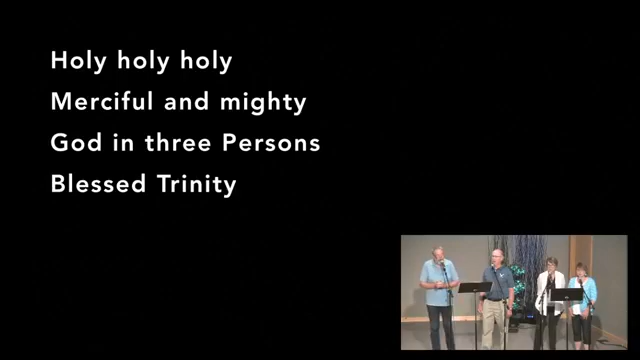 Holy holy holy
Merciful and mighty
God in three Persons
Blessed Trinity